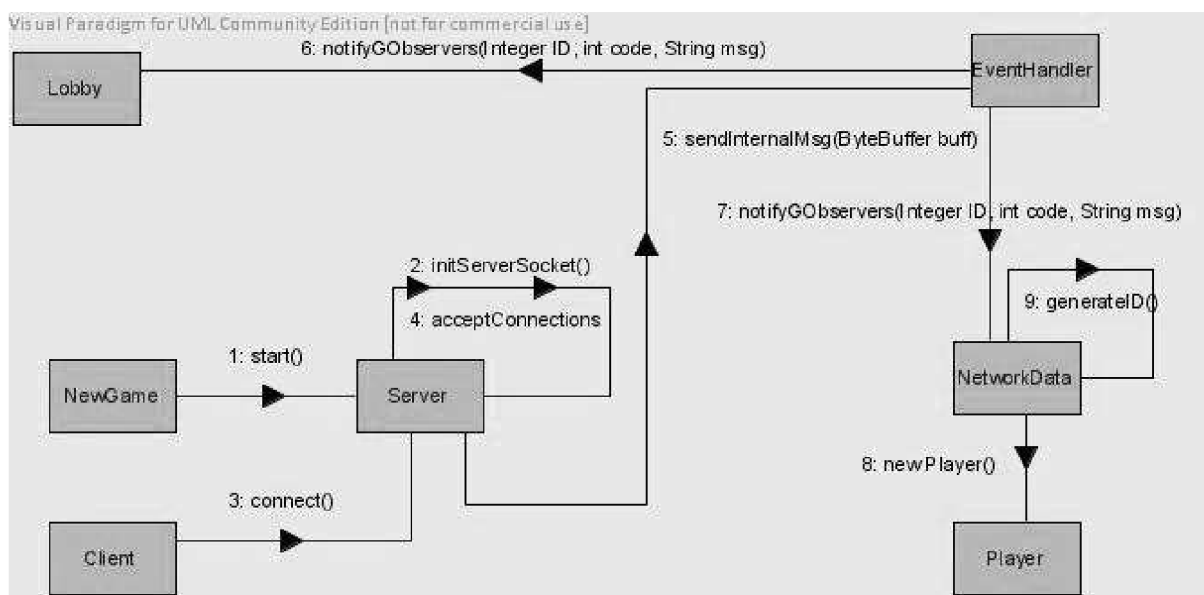 Visual Paradigm for UML Community Edition [not for commercial use]
6: notifyGObservers(Integer ID, int code, String msg)
Lobby
EventHandler
5: sendInternalMsg(ByteBuffer buff)
7: notifyGObservers(Integer ID, int code, String msg)
2: initServerSocket()
4: acceptConnections
9: generateID()
1: start()
NewGame
Server
NetworkData
8: newPlayer()
3: connect()
Client
Player